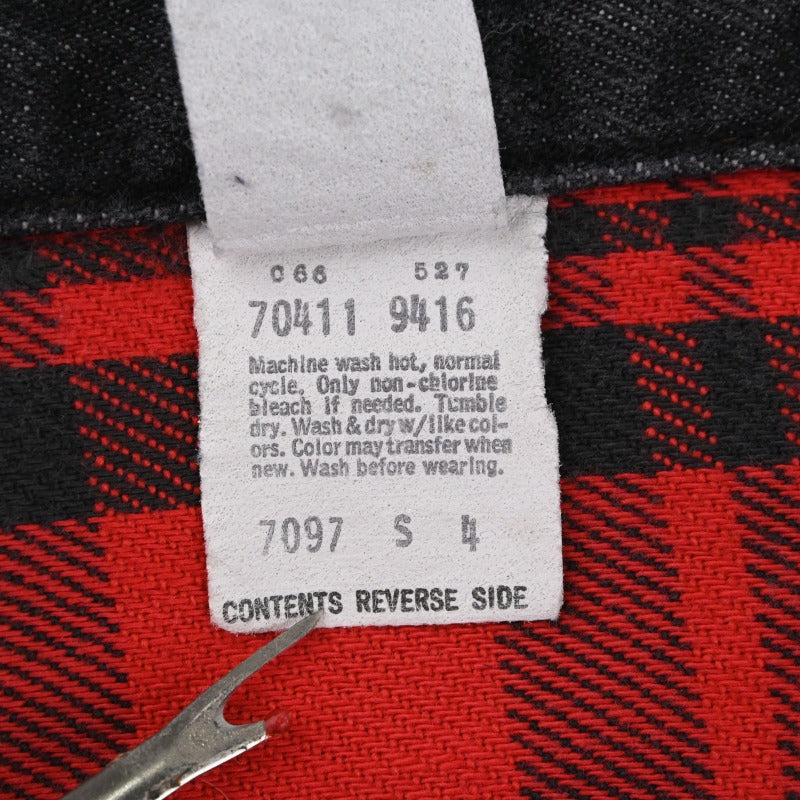 C66 527
70411 9416
Machine wash hot, normal
cycle. Only non-chlorine
bleach if needed. Tumble
dry. Wash & dry w/like col-
ors. Color may transfer when
new. Wash before wearing.
7097 S 4
CONTENTS REVERSE SIDE